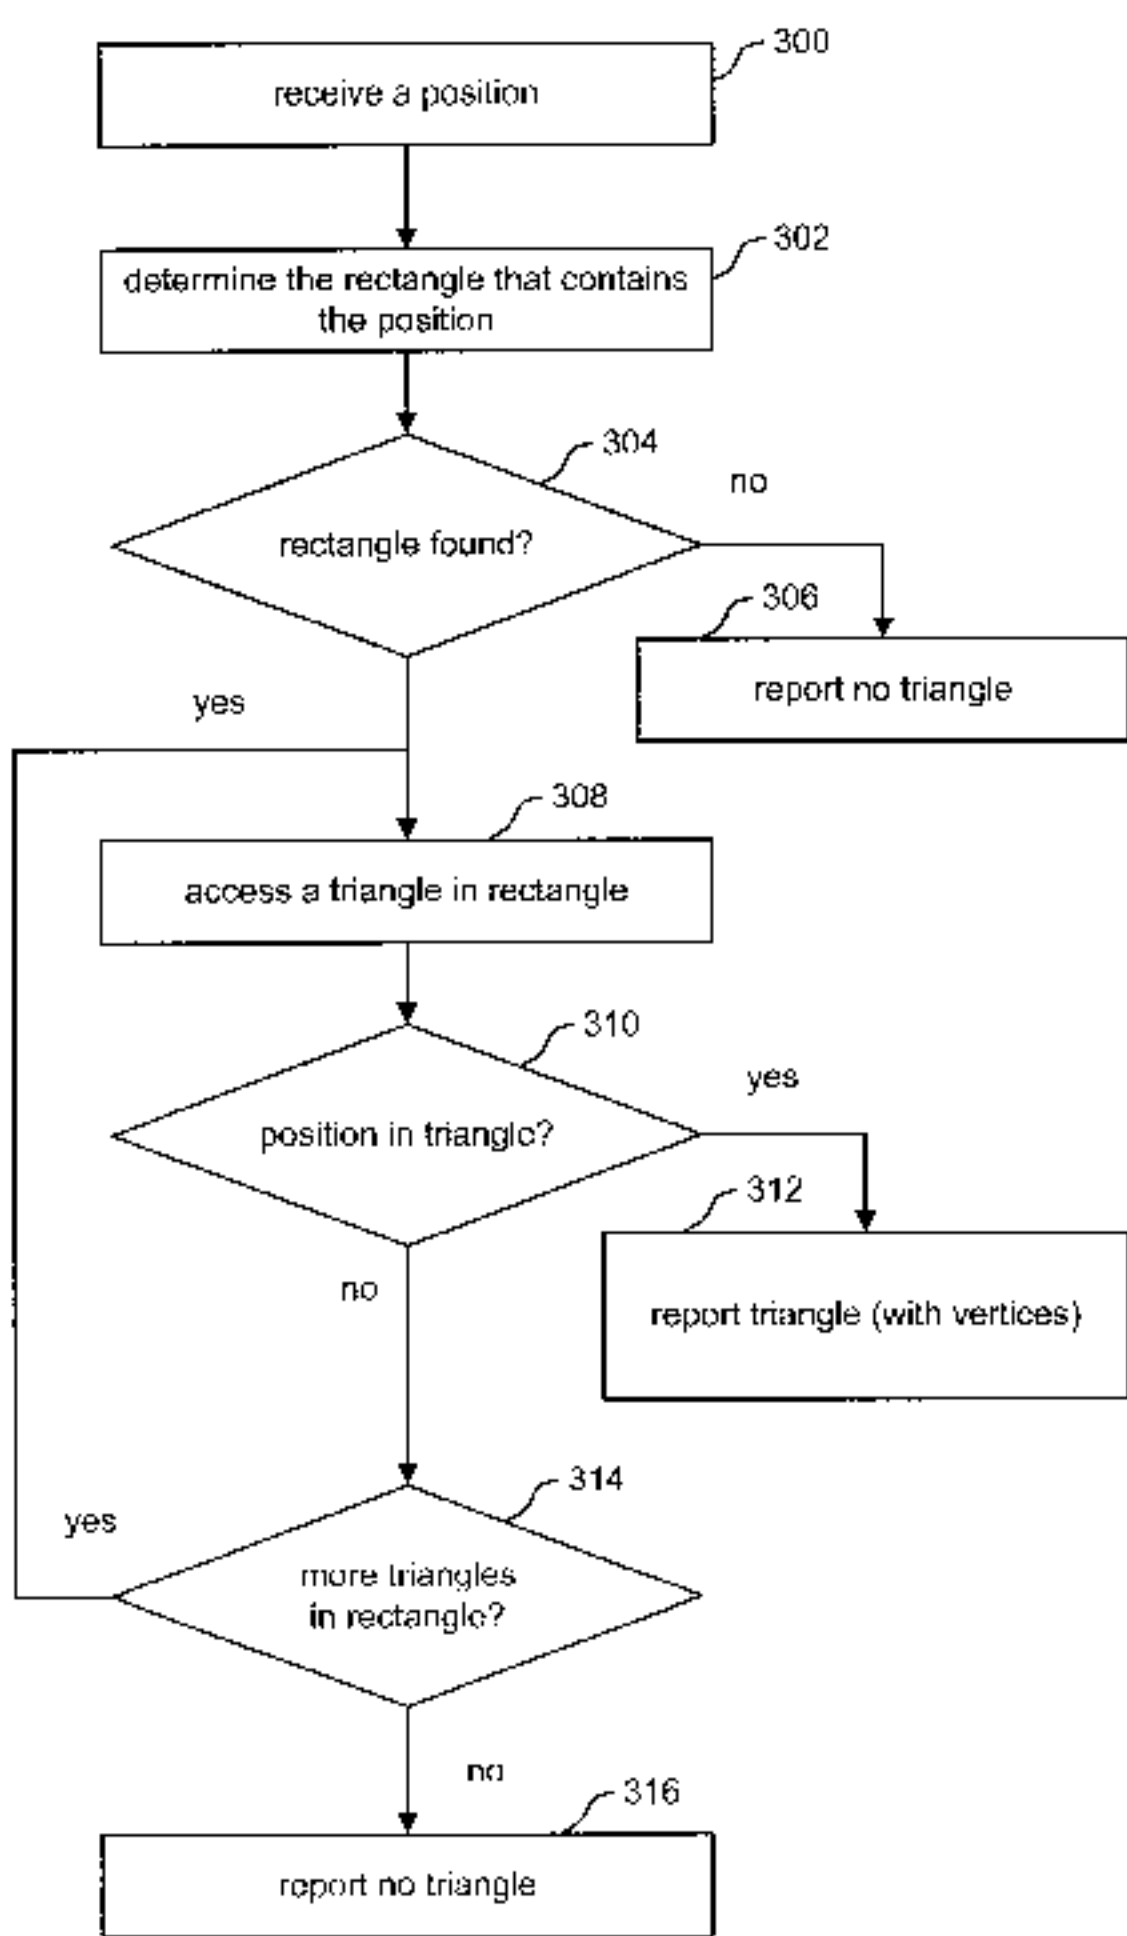 300
receive a position
302
determine the rectangle that contains
the position
304
no
rectangle found?
306
report no triangle
yes
308
access a triangle in rectangle
310
yes
position in triangle?
312
no
report triangle (with vertices)
314
yes
more triangles
in rectangle?
no
316
report no triangle